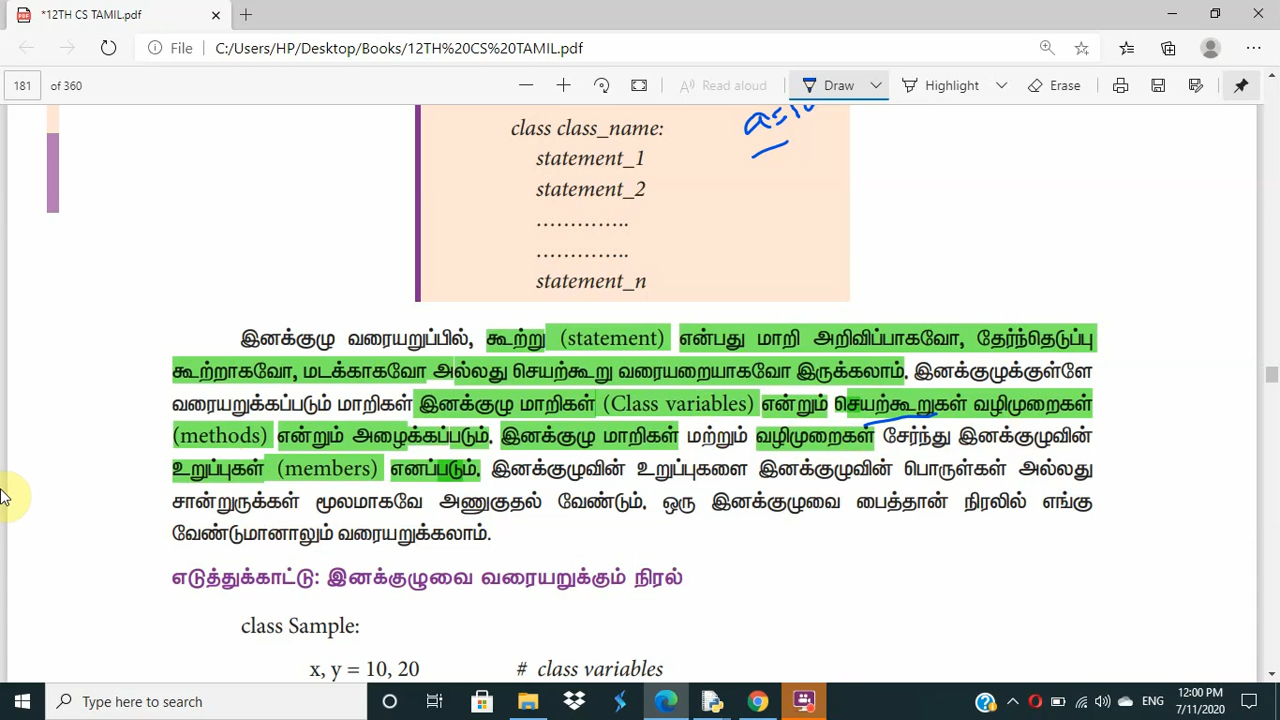 *12TH CS TAMIL.pdf
File C:/Users/HP/Desktop/Books/12TH%20CS%20TAMIL.pdf
181 of 360 Read aloud Draw Highlight Erase
class class_name:
statement_1
statement_2
…………..
…………..
statement_n
இனக்குழு வரையறுப்பில், கூற்று (statement) என்பது மாறி அறிவிப்பாகவோ, தேர்ந்தெடுப்பு
கூற்றாகவோ, மடக்காகவோ அல்லது செயற்கூறு வரையறையாகவோ இருக்கலாம். இனக்குழுக்குள்ளே
வரையறுக்கப்படும் மாறிகள் இனக்குழு மாறிகள் (Class variables) என்றும் செயற்கூறுகள் வழிமுறைகள்
(methods) என்றும் அழைக்கப்படும். இனக்குழு மாறிகள் மற்றும் வழிமுறைகள் சேர்ந்து இனக்குழுவின்
உறுப்புகள் (members) எனப்படும். இனக்குழுவின் உறுப்புகளை இனக்குழுவின் பொருள்கள் அல்லது
சான்றுருக்கள் மூலமாகவே அணுகுதல் வேண்டும். ஒரு இனக்குழுவை பைத்தான் நிரலில் எங்கு
வேண்டுமானாலும் வரையறுக்கலாம்.
எடுத்துக்காட்டு: இனக்குழுவை வரையறுக்கும் நிரல்
class Sample:
x, y = 10, 20 # class variables
Type here to search ENG 12:00 PM
7/11/2020